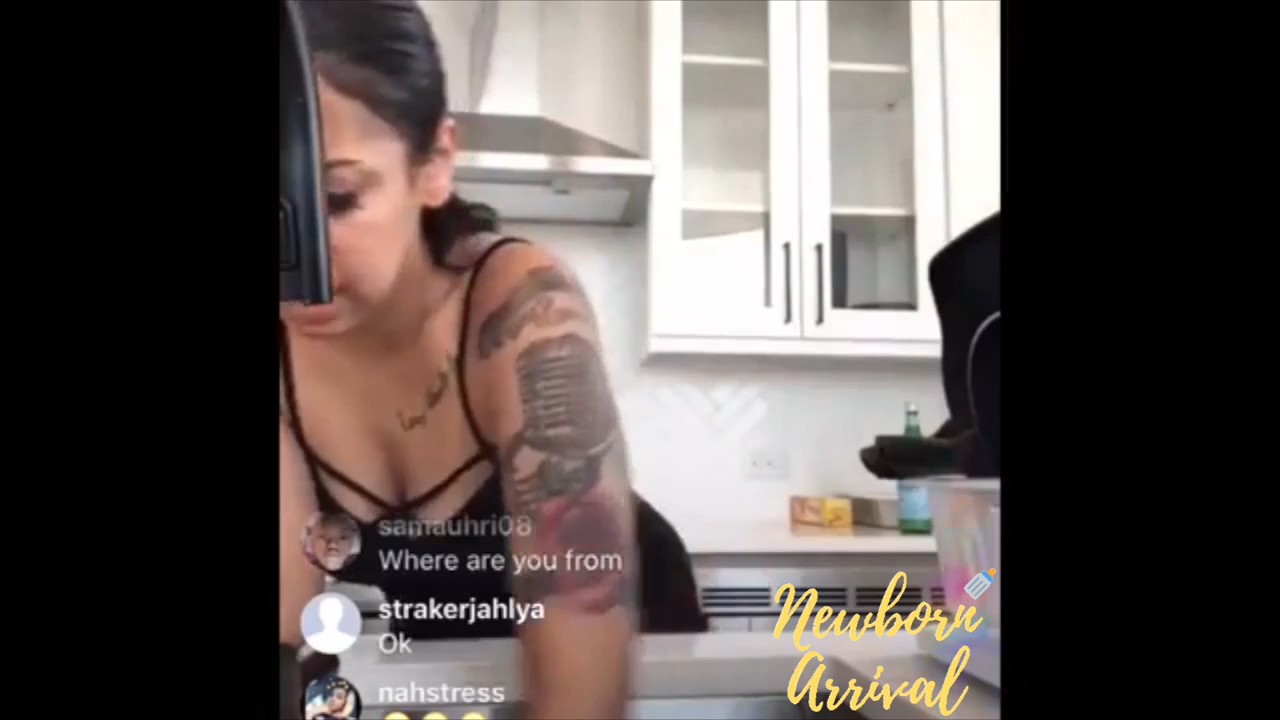 samauhri08
Where are you from
strakerjahlya
Ok
nahstress
Newborn
Arrival